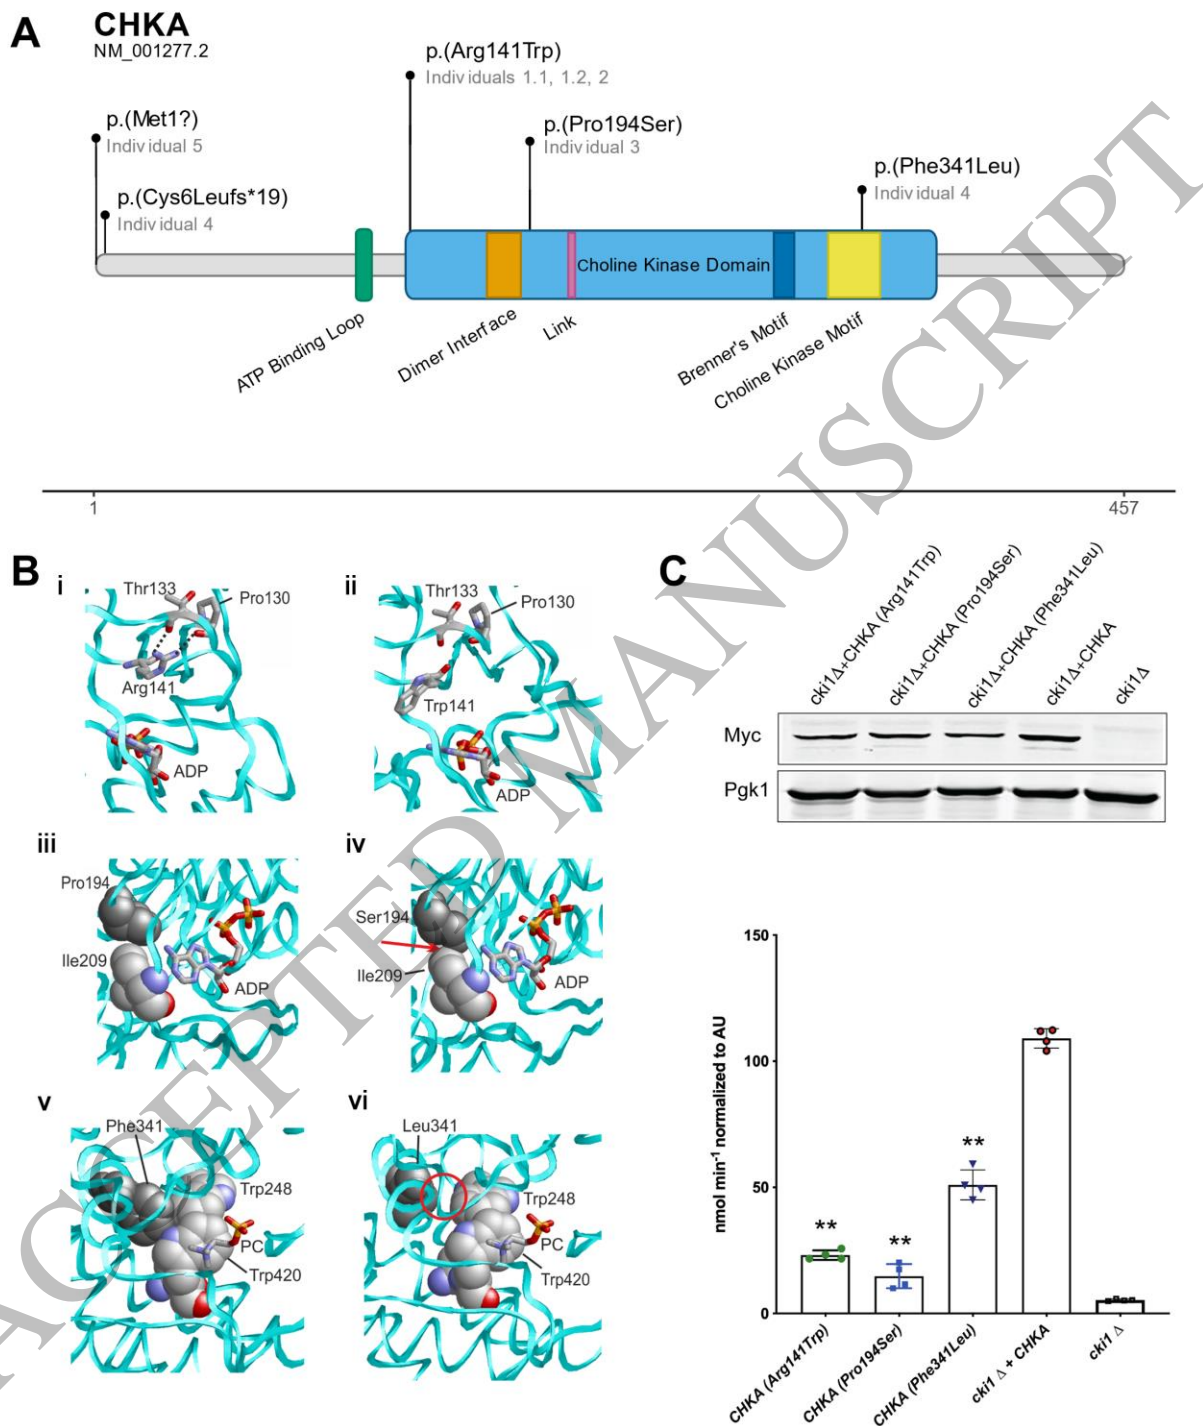 A
CHKA
NM_001277.2
p.(Arg141Trp)
Individuals 1.1, 1.2, 2
p.(Met1?)
Individual 5
p.(Pro194Ser)
Individual 3
p.(Phe341Leu)
Individual 4
p.(Cys6Leufs*19)
Individual 4
Choline Kinase Domain
ATP Binding Loop
Dimer Interface
Link
Brenner's Motif
Choline Kinase Motif
1
457
ACCEPTED MANUSCRIPT
B
i
Thr133
Pro130
Arg141
ADP
ii
Thr133
Pro130
Trp141
ADP
iii
Pro194
Ile209
ADP
iv
Ser194
Ile209
ADP
v
Phe341
Trp248
PC
Trp420
vi
Leu341
Trp248
PC
Trp420
C
cki1Δ+CHKA (Arg141Trp)
cki1Δ+CHKA (Pro194Ser)
cki1Δ+CHKA (Phe341Leu)
cki1Δ+CHKA
cki1Δ
Myc
Pgk1
nmol min⁻¹ normalized to AU
150
100
50
0
**
**
**
CHKA (Arg141Trp)
CHKA (Pro194Ser)
CHKA (Phe341Leu)
cki1 Δ + CHKA
cki1 Δ